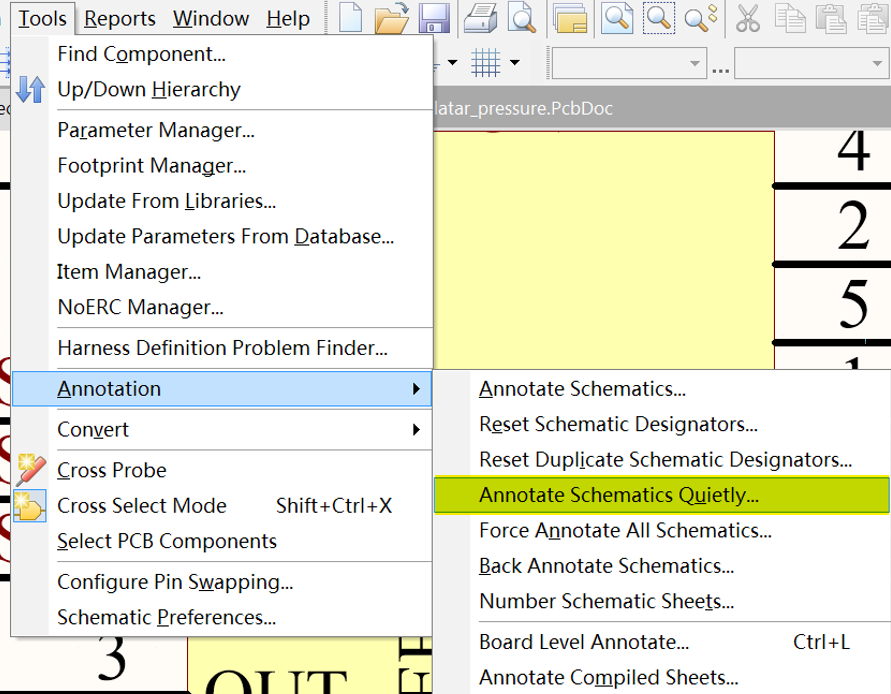 Tools Reports Window Help
Find Component...
Up/Down Hierarchy
latar_pressure.PcbDoc
Parameter Manager...
Footprint Manager...
Update From Libraries...
Update Parameters From Database...
Item Manager...
NoERC Manager...
Harness Definition Problem Finder...
Annotation
Convert
Cross Probe
Cross Select Mode Shift+Ctrl+X
Select PCB Components
Configure Pin Swapping...
Schematic Preferences...
Annotate Schematics...
Reset Schematic Designators...
Reset Duplicate Schematic Designators...
Annotate Schematics Quietly...
Force Annotate All Schematics...
Back Annotate Schematics...
Number Schematic Sheets...
Board Level Annotate... Ctrl+L
Annotate Compiled Sheets...
4
2
5
3
OUT